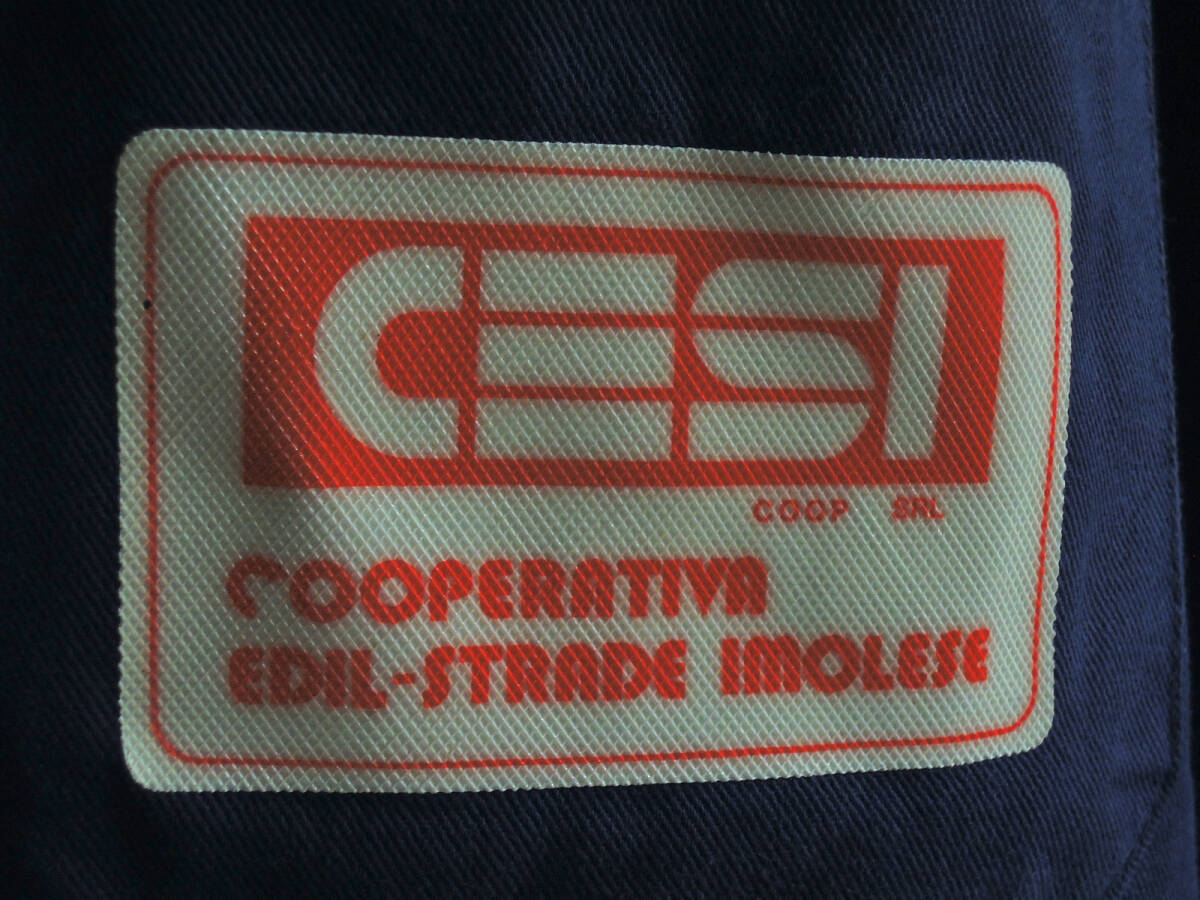 CESI
COOP SRL
COOPERATIVA
EDIL-STRADE IMOLESE